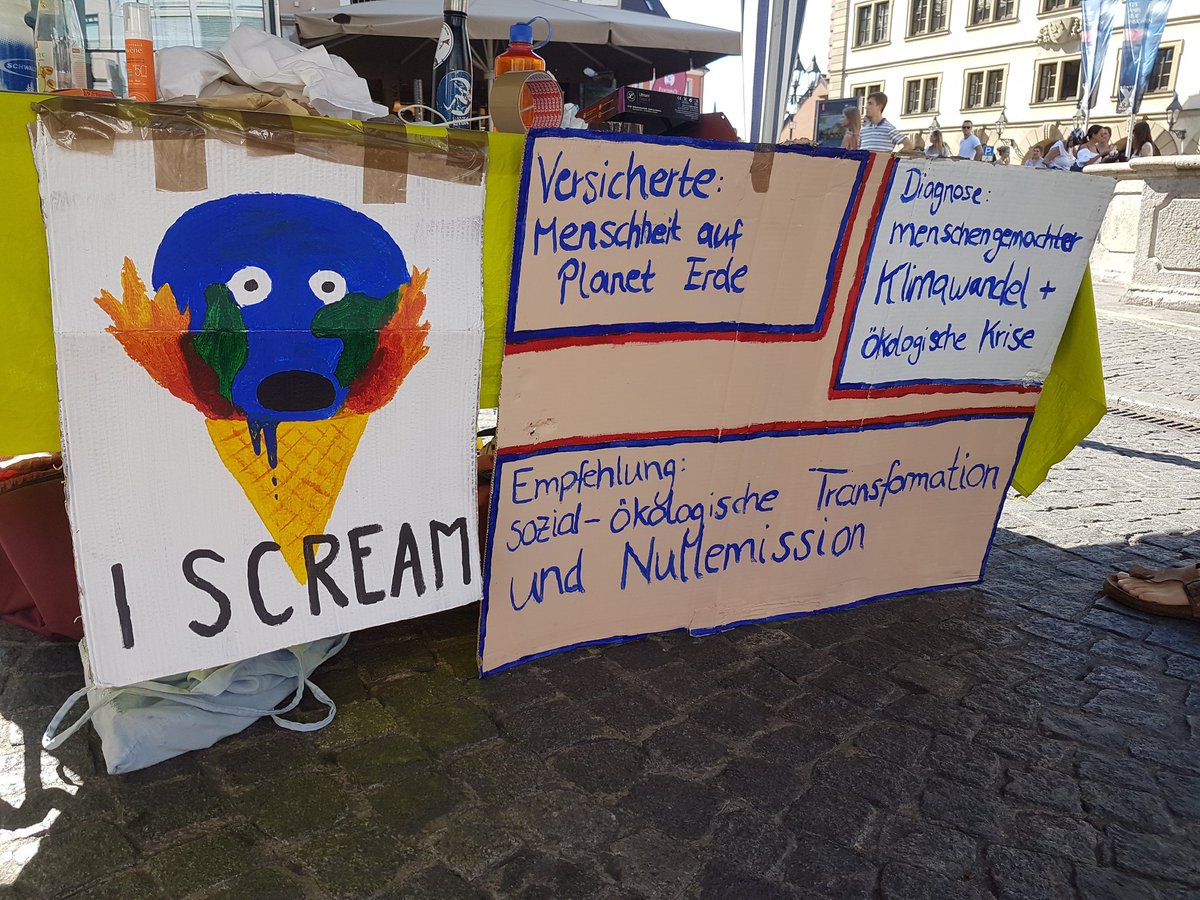 I SCREAM
Versicherte:
Menschheit auf
Planet Erde
Diagnose:
menschengemachter
Klimawandel +
ökologische Krise
Empfehlung:
sozial-ökologische Transformation
und Nullemission